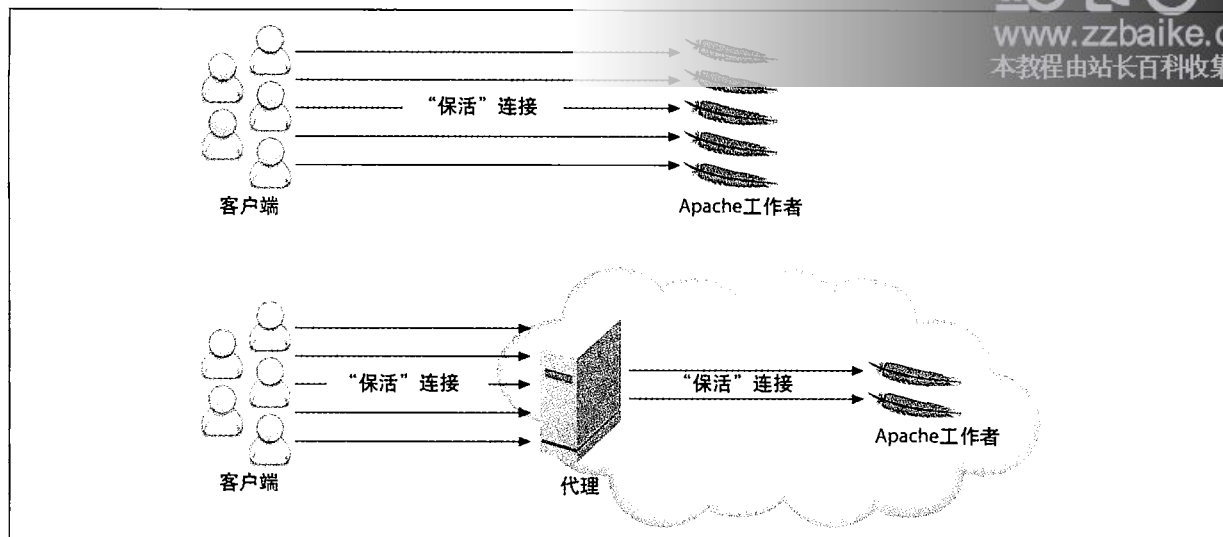 www.zzbaike.c
本教程由站长百科收集
“保活”连接
客户端
Apache工作者
“保活”连接
“保活”连接
Apache工作者
客户端
代理